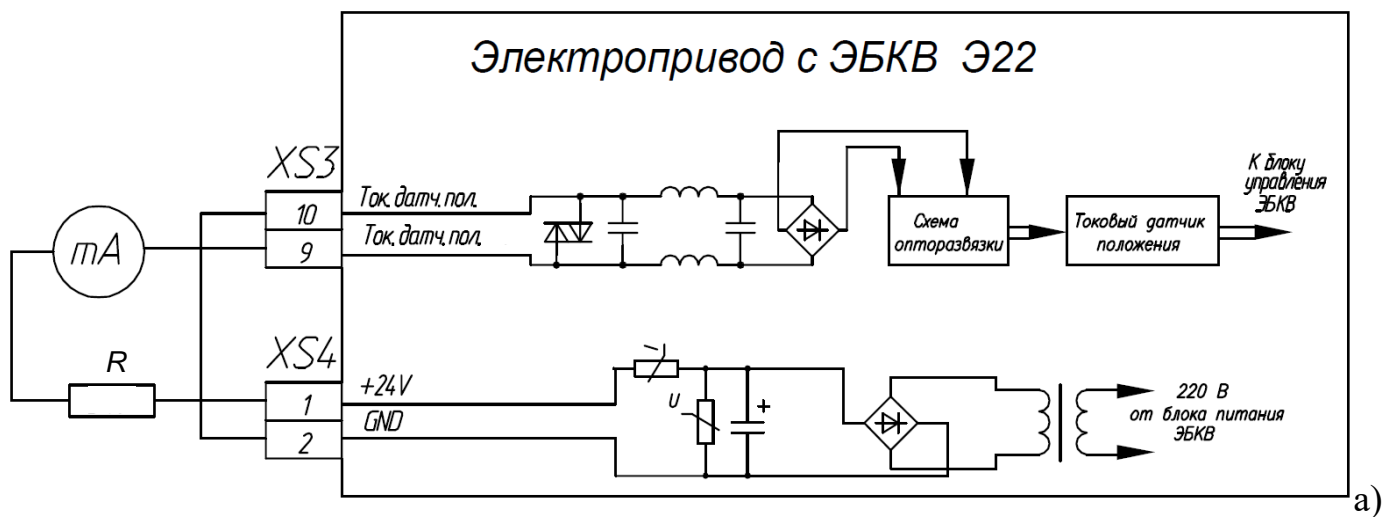 Электропривод с ЭБКВ Э22
XS3
10
9
Ток. датч. пол.
Ток. датч. пол.
mA
Схема
опторазвязки
Токовый датчик
положения
К блоку
управления
ЭБКВ
R
XS4
1
2
+24V
GND
I
U
+
220 В
от блока питания
ЭБКВ
а)